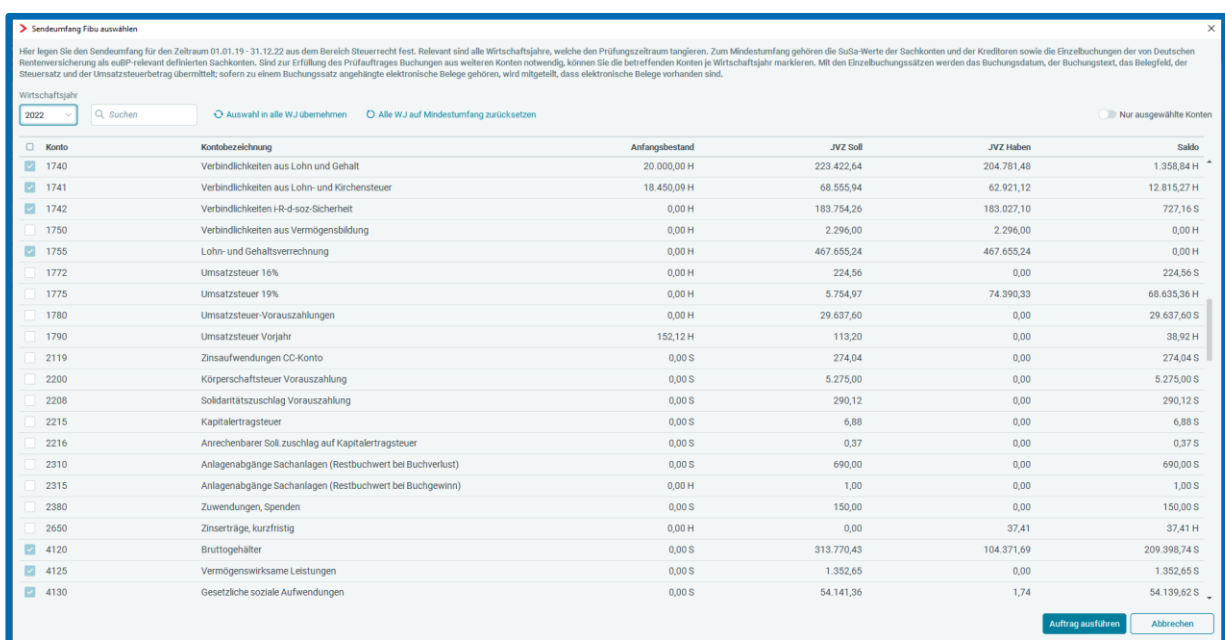 Sendeumfang Fibu auswählen
Hier legen Sie den Sendeumfang für den Zeitraum 01.01.19 - 31.12.22 aus dem Bereich Steuerrecht fest. Relevant sind alle Wirtschaftsjahre, welche den Prüfungszeitraum tangieren. Zum Mindestumfang gehören die SuSa-Werte der Sachkonten und der Kreditoren sowie die Einzelbuchungen der von Deutschen
Rentenversicherung als euBP-relevant definierten Sachkonten. Sind zur Erfüllung des Prüfauftrages Buchungen aus weiteren Konten notwendig, können Sie die betreffenden Konten je Wirtschaftsjahr markieren. Mit den Einzelbuchungssätzen werden das Buchungsdatum, der Buchungstext, das Belegfeld, der
Steuersatz und der Umsatzsteuerbetrag übermittelt; sofern zu einem Buchungssatz angehängte elektronische Belege gehören, wird mitgeteilt, dass elektronische Belege vorhanden sind.
Wirtschaftsjahr
2022 Suchen Auswahl in alle WJ übernehmen Alle WJ auf Mindestumfang zurücksetzen Nur ausgewählte Konten
Konto Kontobezeichnung Anfangsbestand JVZ Soll JVZ Haben Saldo
1740 Verbindlichkeiten aus Lohn und Gehalt 20.000,00 H 223.422,64 204.781,48 1.358,84 H
1741 Verbindlichkeiten aus Lohn- und Kirchensteuer 18.450,09 H 68.555,94 62.921,12 12.815,27 H
1742 Verbindlichkeiten i-R-d-soz-Sicherheit 0,00 H 183.754,26 183.027,10 727,16 S
1750 Verbindlichkeiten aus Vermögensbildung 0,00 H 2.296,00 2.296,00 0,00 H
1755 Lohn- und Gehaltsverrechnung 0,00 H 467.655,24 467.655,24 0,00 H
1772 Umsatzsteuer 16% 0,00 H 224,56 0,00 224,56 S
1775 Umsatzsteuer 19% 0,00 H 5.754,97 74.390,33 68.635,36 H
1780 Umsatzsteuer-Vorauszahlungen 0,00 H 29.637,60 0,00 29.637,60 S
1790 Umsatzsteuer Vorjahr 152,12 H 113,20 0,00 38,92 H
2119 Zinsaufwendungen CC-Konto 0,00 S 274,04 0,00 274,04 S
2200 Körperschaftsteuer Vorauszahlung 0,00 S 5.275,00 0,00 5.275,00 S
2208 Solidaritätszuschlag Vorauszahlung 0,00 S 290,12 0,00 290,12 S
2215 Kapitalertragsteuer 0,00 S 6,88 0,00 6,88 S
2216 Anrechenbarer Soli.zuschlag auf Kapitalertragsteuer 0,00 S 0,37 0,00 0,37 S
2310 Anlagenabgänge Sachanlagen (Restbuchwert bei Buchverlust) 0,00 S 690,00 0,00 690,00 S
2315 Anlagenabgänge Sachanlagen (Restbuchwert bei Buchgewinn) 0,00 H 1,00 0,00 1,00 S
2380 Zuwendungen, Spenden 0,00 S 150,00 0,00 150,00 S
2650 Zinserträge, kurzfristig 0,00 H 0,00 37,41 37,41 H
4120 Bruttogehälter 0,00 S 313.770,43 104.371,69 209.398,74 S
4125 Vermögenswirksame Leistungen 0,00 S 1.352,65 0,00 1.352,65 S
4130 Gesetzliche soziale Aufwendungen 0,00 S 54.141,36 1,74 54.139,62 S
Auftrag ausführen Abbrechen